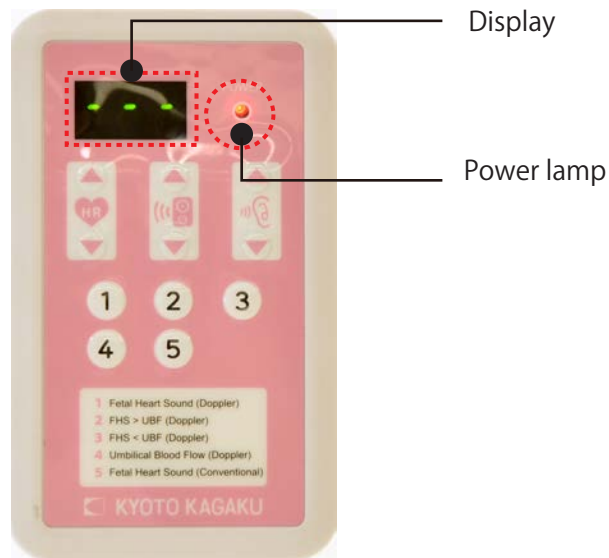 Display
- - -
POWER
Power lamp
HR
1 2 3
4 5
1 Fetal Heart Sound (Doppler)
2 FHS > UBF (Doppler)
3 FHS < UBF (Doppler)
4 Umbilical Blood Flow (Doppler)
5 Fetal Heart Sound (Conventional)
KYOTO KAGAKU